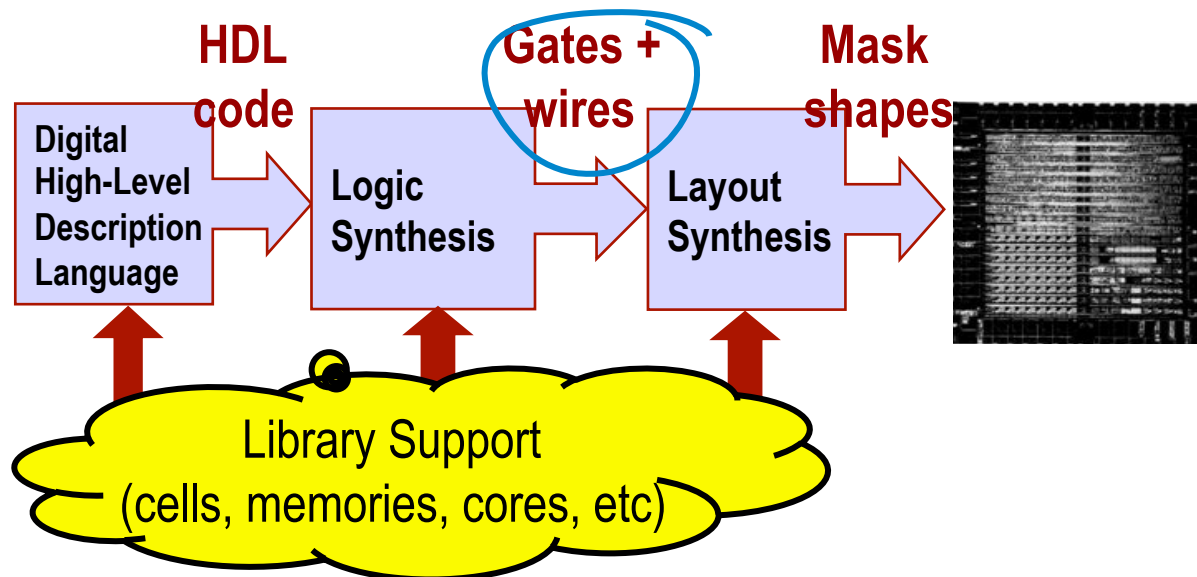 HDL
code
Gates +
wires
Mask
shapes
Digital
High-Level
Description
Language
Logic
Synthesis
Layout
Synthesis
Library Support
(cells, memories, cores, etc)